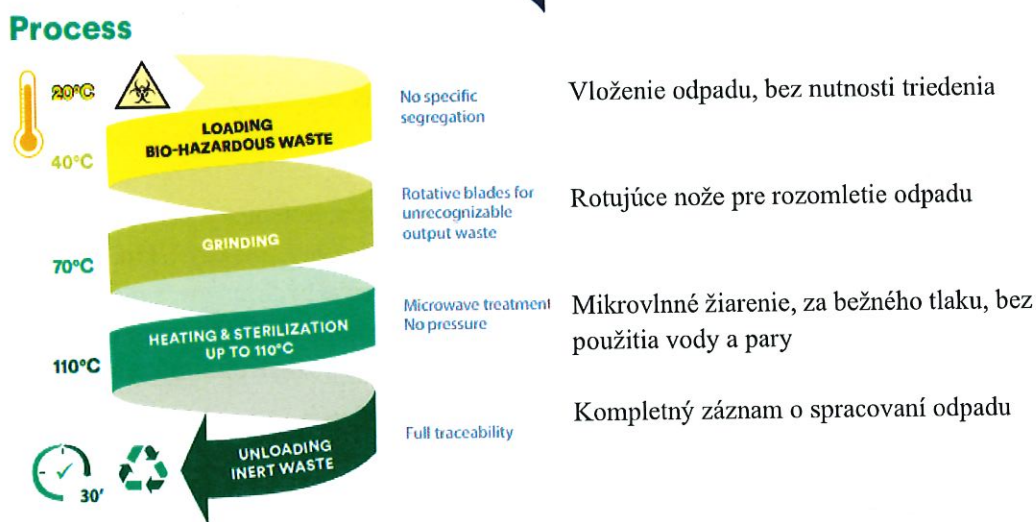 Process
20°C
LOADING
BIO-HAZARDOUS WASTE
No specific
segregation
Vloženie odpadu, bez nutnosti triedenia
40°C
GRINDING
Rotative blades for
unrecognizable
output waste
Rotujúce nože pre rozomletie odpadu
70°C
HEATING & STERILIZATION
UP TO 110°C
Microwave treatment
No pressure
Mikrovlnné žiarenie, za bežného tlaku, bez
použitia vody a pary
110°C
UNLOADING
INERT WASTE
Full traceability
Kompletný záznam o spracovaní odpadu
30'